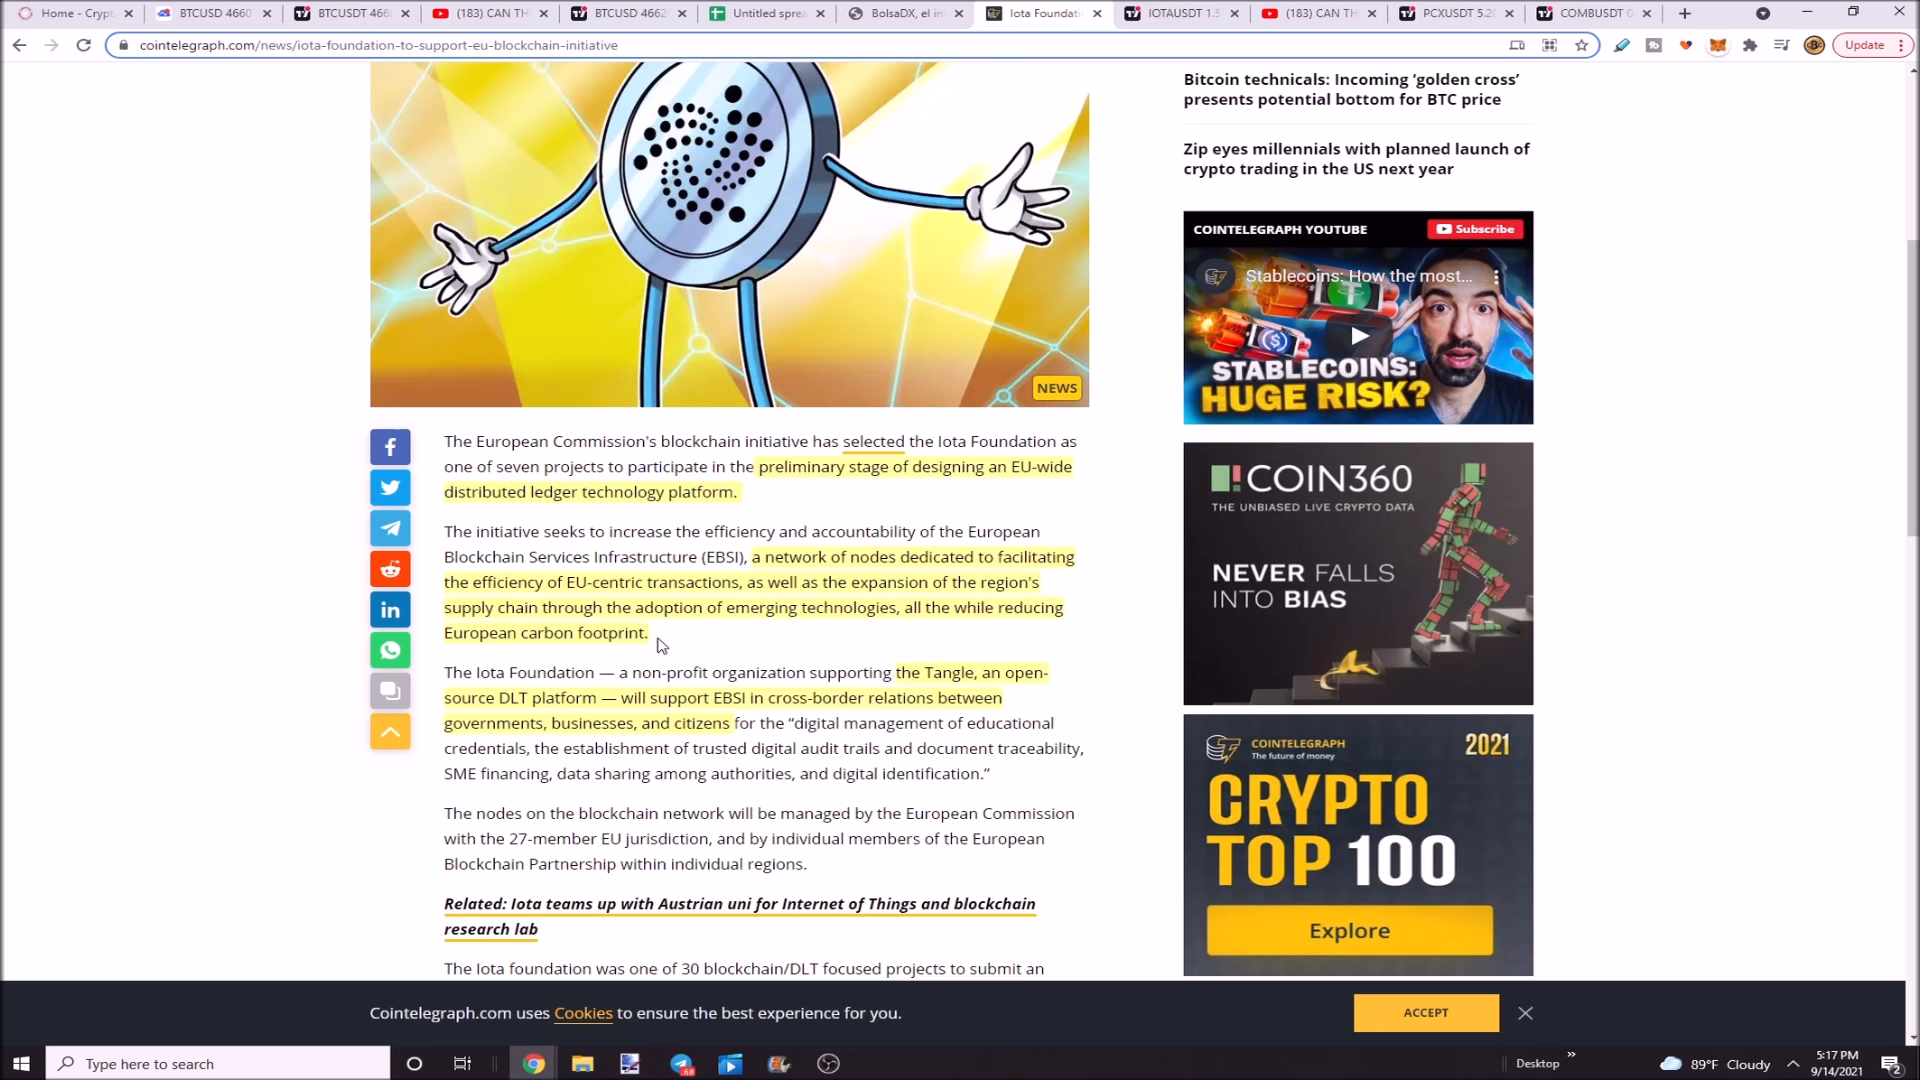 Home - Cryp
BTCUSD 4660
BTCUSDT 466
(183) CAN TH
BTCUSD 4662
Untitled spre
BolsaDX, el in
Iota Foundati
IOTAUSDT 1.5
(183) CAN TH
PCXUSDT 5.2
COMBUSDT 0
cointelegraph.com/news/iota-foundation-to-support-eu-blockchain-initiative
Update
Bitcoin technicals: Incoming ‘golden cross’
presents potential bottom for BTC price
Zip eyes millennials with planned launch of
crypto trading in the US next year
COINTELEGRAPH YOUTUBE
Subscribe
Stablecoins: How the most...
STABLECOINS:
HUGE RISK?
NEWS
The European Commission's blockchain initiative has selected the Iota Foundation as
one of seven projects to participate in the preliminary stage of designing an EU-wide
distributed ledger technology platform.
The initiative seeks to increase the efficiency and accountability of the European
Blockchain Services Infrastructure (EBSI), a network of nodes dedicated to facilitating
the efficiency of EU-centric transactions, as well as the expansion of the region's
supply chain through the adoption of emerging technologies, all the while reducing
European carbon footprint.
The Iota Foundation — a non-profit organization supporting the Tangle, an open-
source DLT platform — will support EBSI in cross-border relations between
governments, businesses, and citizens for the “digital management of educational
credentials, the establishment of trusted digital audit trails and document traceability,
SME financing, data sharing among authorities, and digital identification.”
The nodes on the blockchain network will be managed by the European Commission
with the 27-member EU jurisdiction, and by individual members of the European
Blockchain Partnership within individual regions.
Related: Iota teams up with Austrian uni for Internet of Things and blockchain
research lab
The Iota foundation was one of 30 blockchain/DLT focused projects to submit an
COIN360
THE UNBIASED LIVE CRYPTO DATA
NEVER FALLS
INTO BIAS
COINTELEGRAPH
The future of money
2021
CRYPTO
TOP 100
Explore
Cointelegraph.com uses Cookies to ensure the best experience for you.
ACCEPT
Type here to search
68
Desktop
89°F Cloudy
5:17 PM
9/14/2021
2